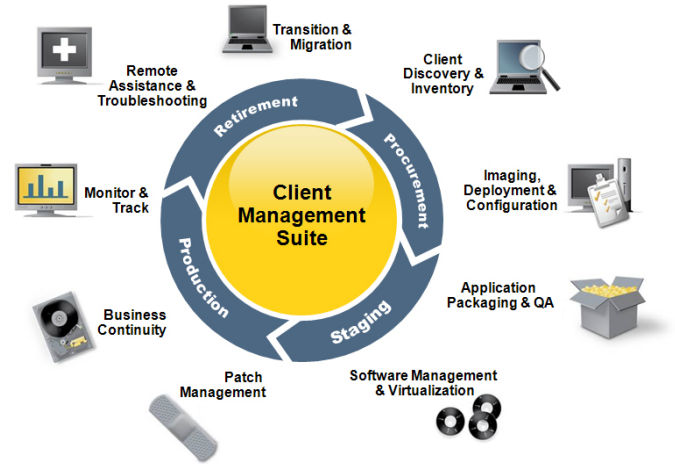 Transition &
Migration
Client
Discovery &
Inventory
Imaging,
Deployment &
Configuration
Application
Packaging & QA
Software Management
& Virtualization
Patch
Management
Business
Continuity
Monitor &
Track
Remote
Assistance &
Troubleshooting
Retirement
Procurement
Staging
Production
Client
Management
Suite